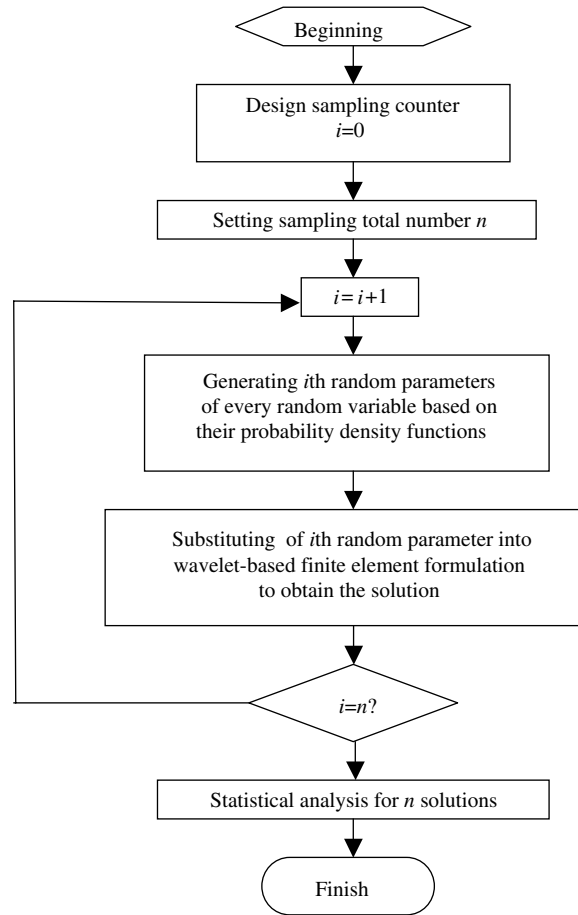 Beginning
Design sampling counter
i=0
Setting sampling total number n
i= i+1
Generating ith random parameters
of every random variable based on
their probability density functions
Substituting of ith random parameter into
wavelet-based finite element formulation
to obtain the solution
i=n?
Statistical analysis for n solutions
Finish